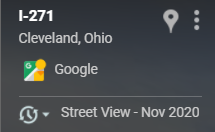 I-271
Cleveland, Ohio
Google
Street View - Nov 2020